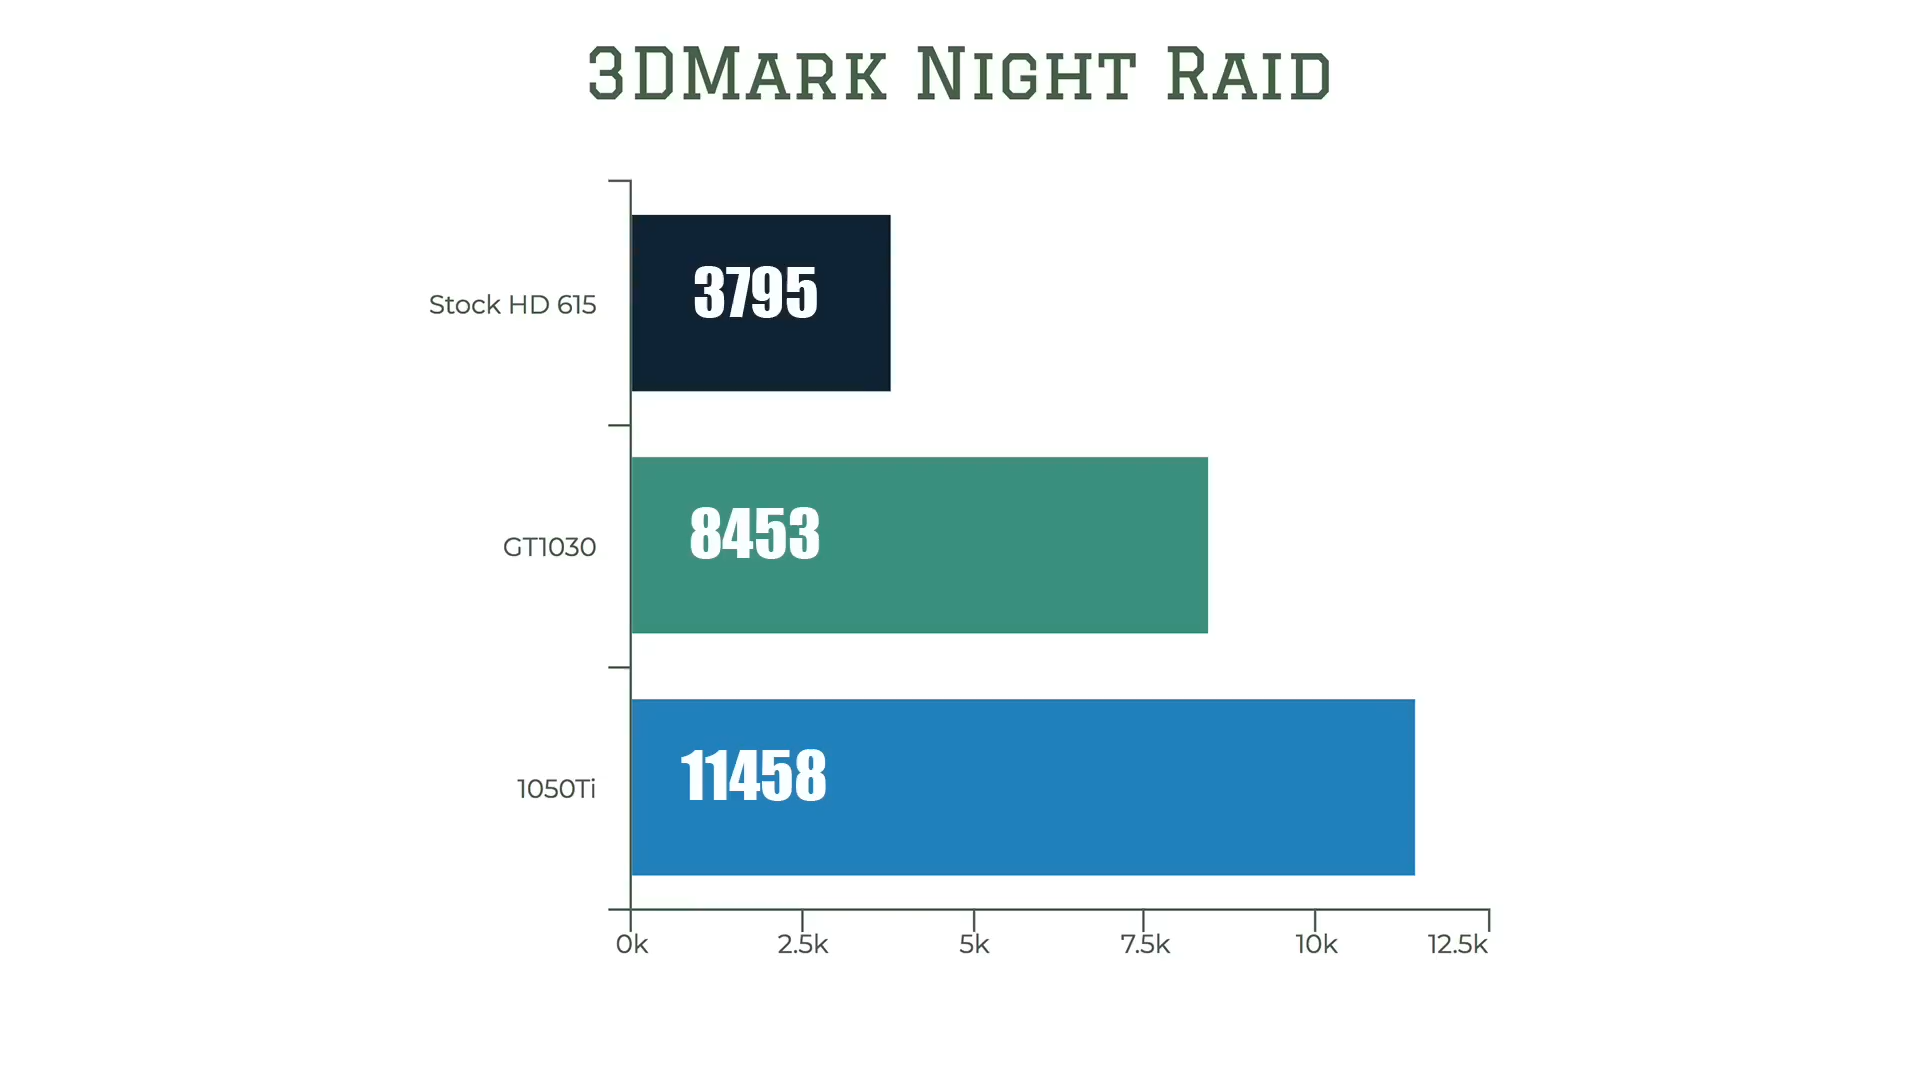 3DMark Night Raid
Stock HD 615
3795
GT1030
8453
1050Ti
11458
0k 2.5k 5k 7.5k 10k 12.5k